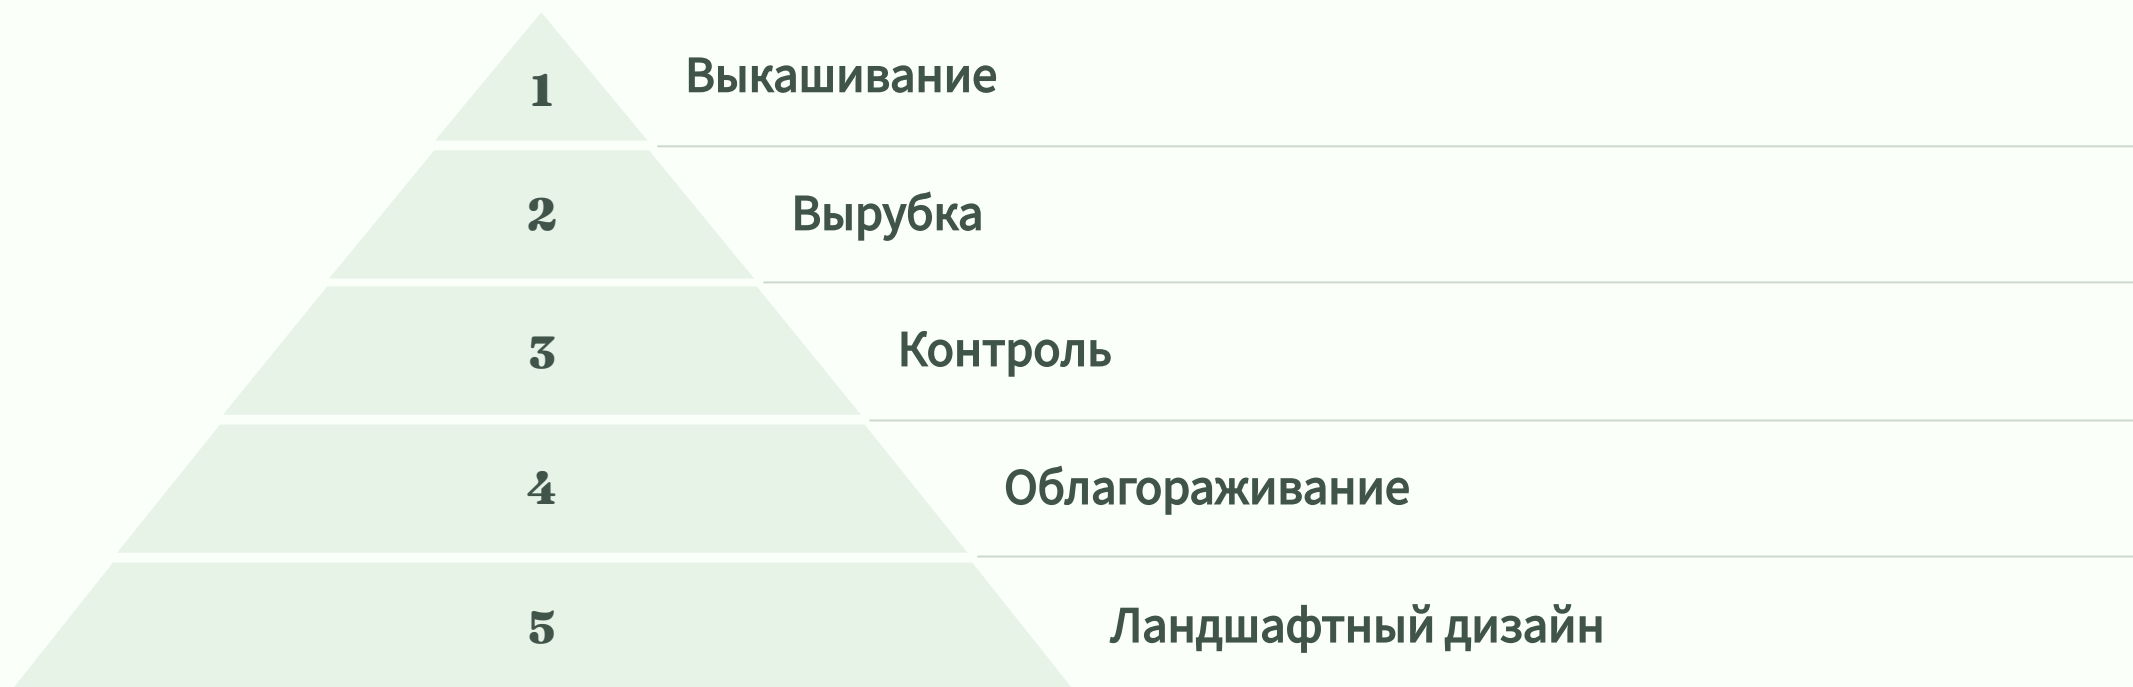 1
Выкашивание
2
Вырубка
3
Контроль
4
Облагораживание
5
Ландшафтный дизайн